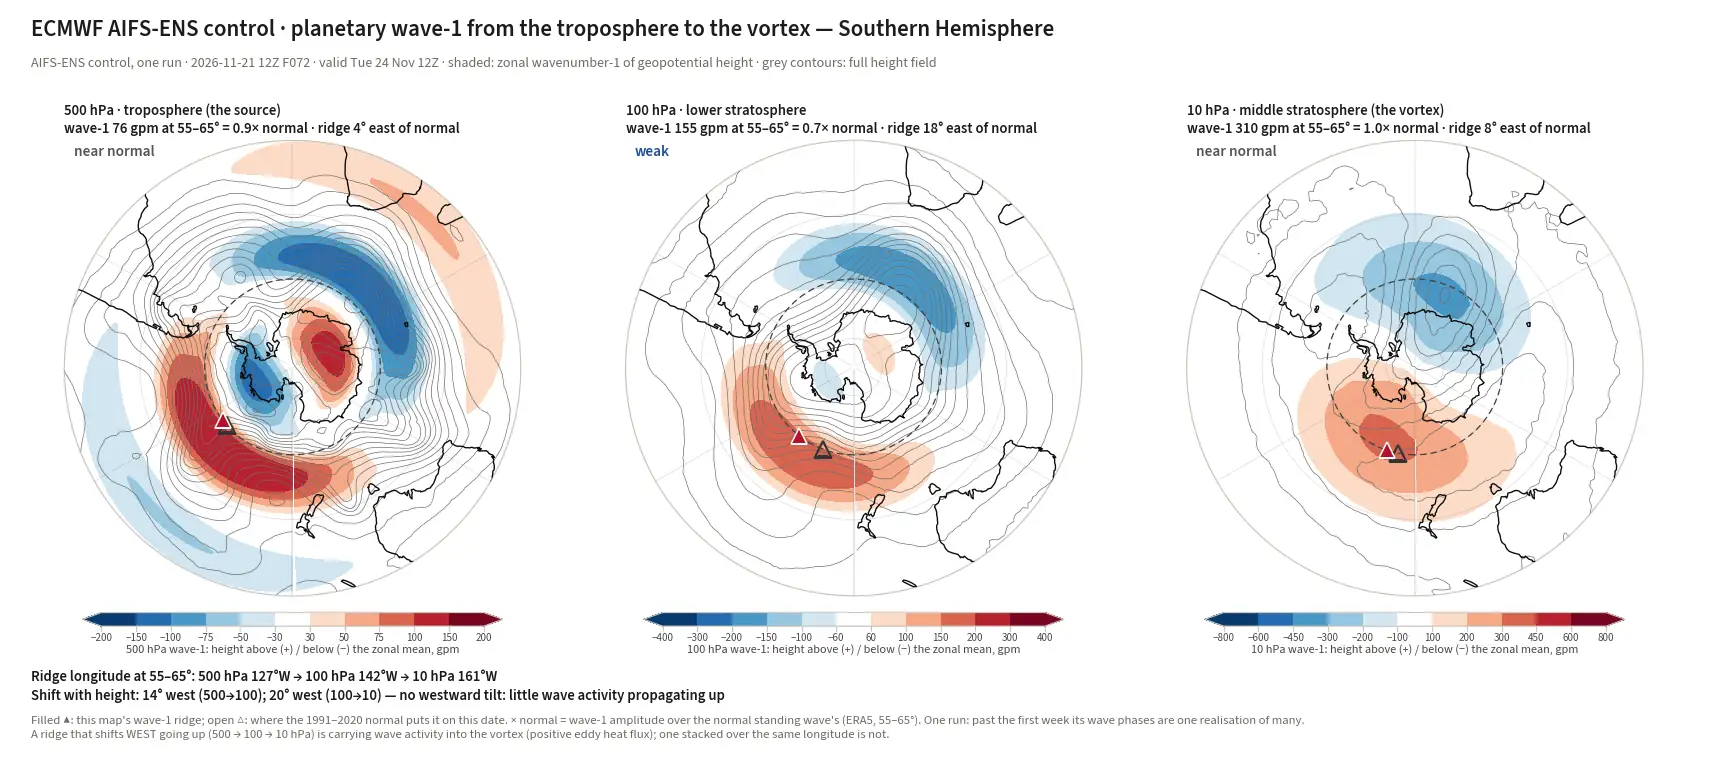 ECMWF AIFS-ENS control · planetary wave-1 from the troposphere to the vortex — Southern Hemisphere
AIFS-ENS control, one run · 2026-11-21 12Z F072 · valid Tue 24 Nov 12Z · shaded: zonal wavenumber-1 of geopotential height · grey contours: full height field
500 hPa · troposphere (the source)
wave-1 76 gpm at 55–65° = 0.9× normal · ridge 4° east of normal
near normal
100 hPa · lower stratosphere
wave-1 155 gpm at 55–65° = 0.7× normal · ridge 18° east of normal
weak
10 hPa · middle stratosphere (the vortex)
wave-1 310 gpm at 55–65° = 1.0× normal · ridge 8° east of normal
near normal
−200 −150 −100 −75 −50 −30 30 50 75 100 150 200
500 hPa wave-1: height above (+) / below (−) the zonal mean, gpm
−400 −300 −200 −150 −100 −60 60 100 150 200 300 400
100 hPa wave-1: height above (+) / below (−) the zonal mean, gpm
−800 −600 −450 −300 −200 −100 100 200 300 450 600 800
10 hPa wave-1: height above (+) / below (−) the zonal mean, gpm
Ridge longitude at 55–65°: 500 hPa 127°W → 100 hPa 142°W → 10 hPa 161°W
Shift with height: 14° west (500→100); 20° west (100→10) — no westward tilt: little wave activity propagating up
Filled ▲: this map's wave-1 ridge; open △: where the 1991–2020 normal puts it on this date. × normal = wave-1 amplitude over the normal standing wave's (ERA5, 55–65°). One run: past the first week its wave phases are one realisation of many.
A ridge that shifts WEST going up (500 → 100 → 10 hPa) is carrying wave activity into the vortex (positive eddy heat flux); one stacked over the same longitude is not.